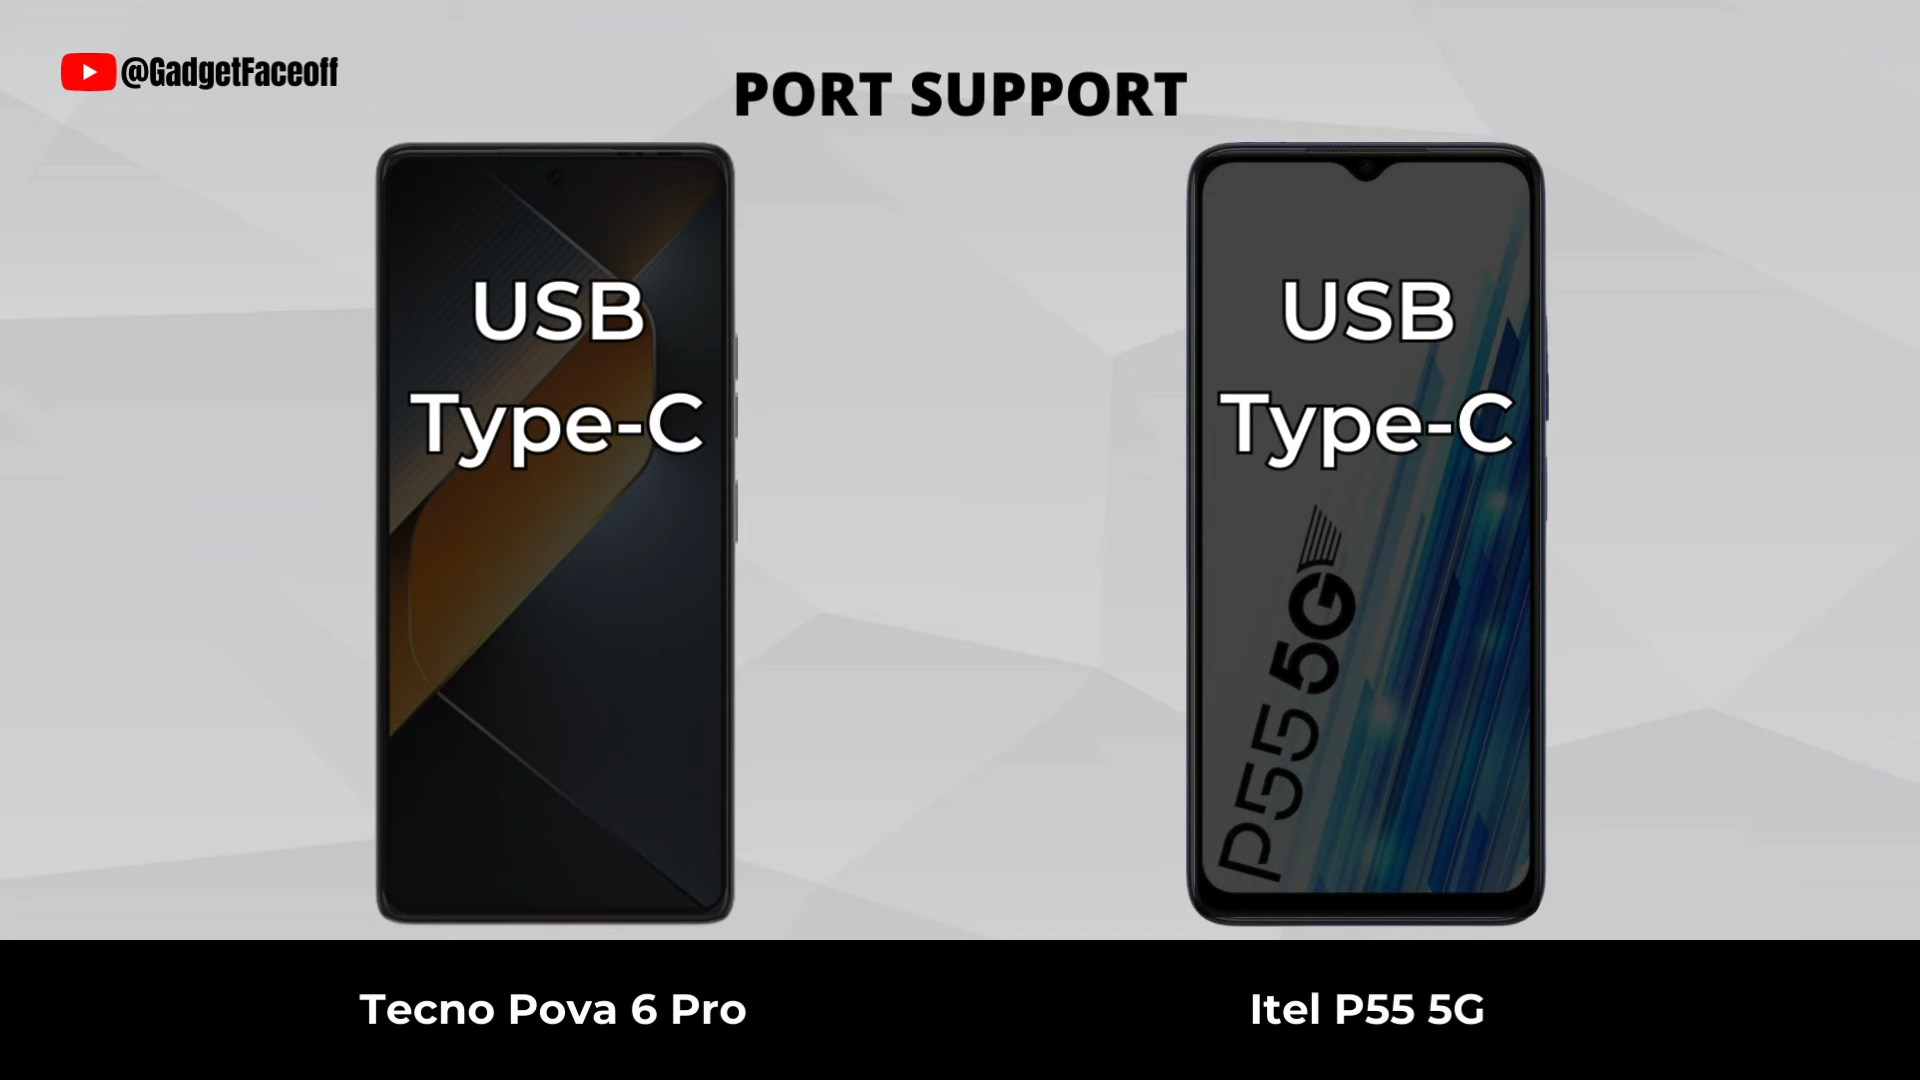 @GadgetFaceoff
PORT SUPPORT
USB
Type-C
USB
Type-C
P55 5G
Tecno Pova 6 Pro
Itel P55 5G